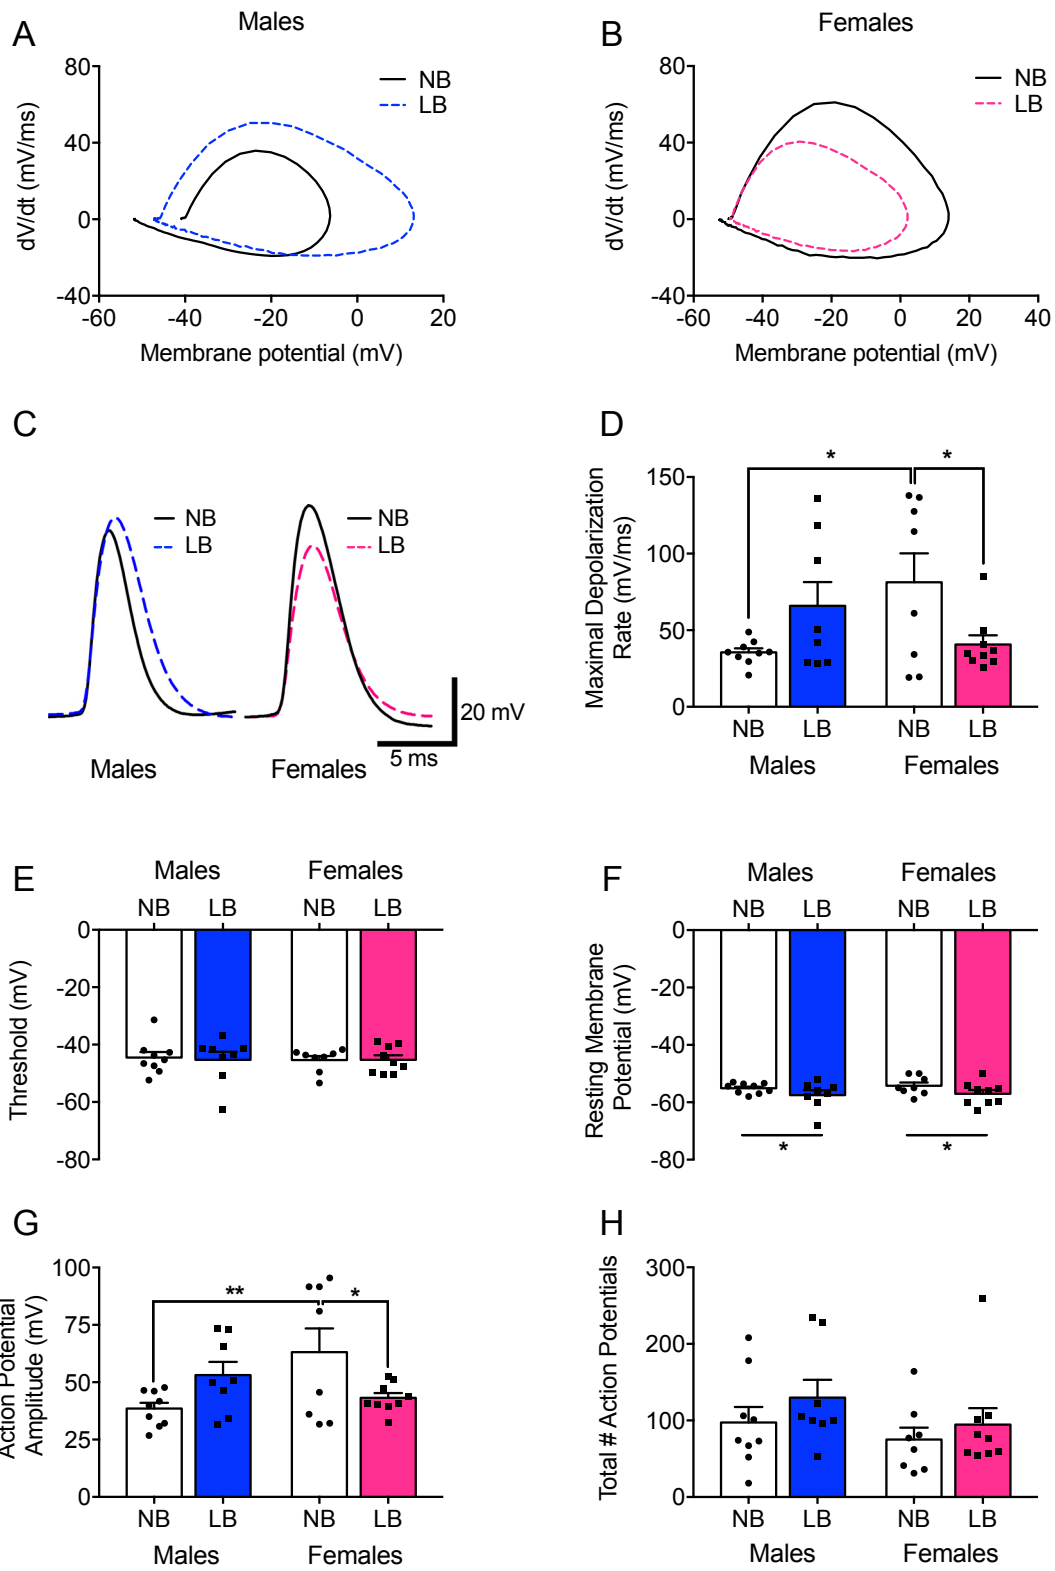 A
Males
80
40
0
-40
-60
-40
-20
0
20
dV/dt (mV/ms)
Membrane potential (mV)
NB
LB
B
Females
80
40
0
-40
-60
-40
-20
0
20
40
dV/dt (mV/ms)
Membrane potential (mV)
NB
LB
C
NB
LB
NB
LB
20 mV
5 ms
Males
Females
D
*
*
150
100
50
0
Maximal Depolarization
Rate (mV/ms)
NB
LB
NB
LB
Males
Females
E
Males
Females
NB
LB
NB
LB
0
-20
-40
-60
-80
Threshold (mV)
F
Males
Females
NB
LB
NB
LB
0
-20
-40
-60
-80
Resting Membrane
Potential (mV)
*
*
G
100
75
50
25
0
Action Potential
Amplitude (mV)
**
*
NB
LB
NB
LB
Males
Females
H
300
200
100
0
Total # Action Potentials
NB
LB
NB
LB
Males
Females